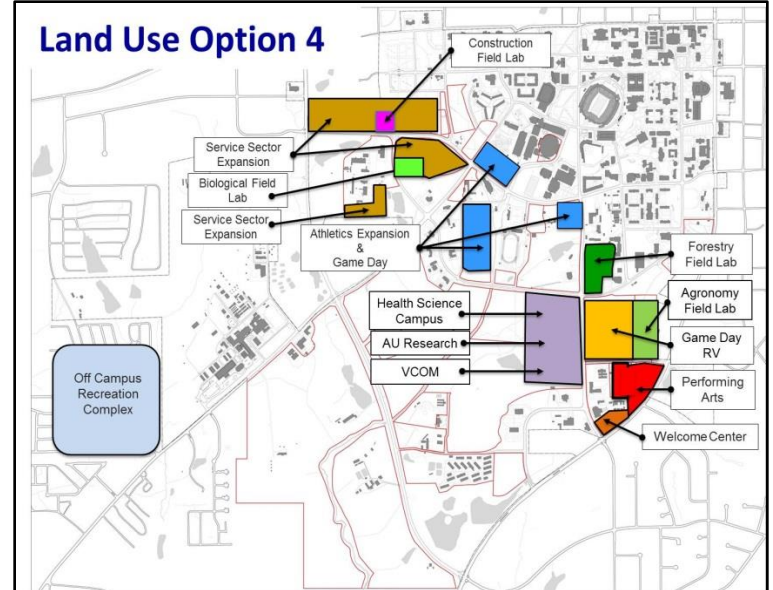 Land Use Option 4
Construction
Field Lab
Service Sector
Expansion
Biological Field
Lab
Service Sector
Expansion
Athletics Expansion
&
Game Day
Forestry
Field Lab
Health Science
Campus
Agronomy
Field Lab
AU Research
Game Day
RV
VCOM
Off Campus
Recreation
Complex
Performing
Arts
Welcome Center